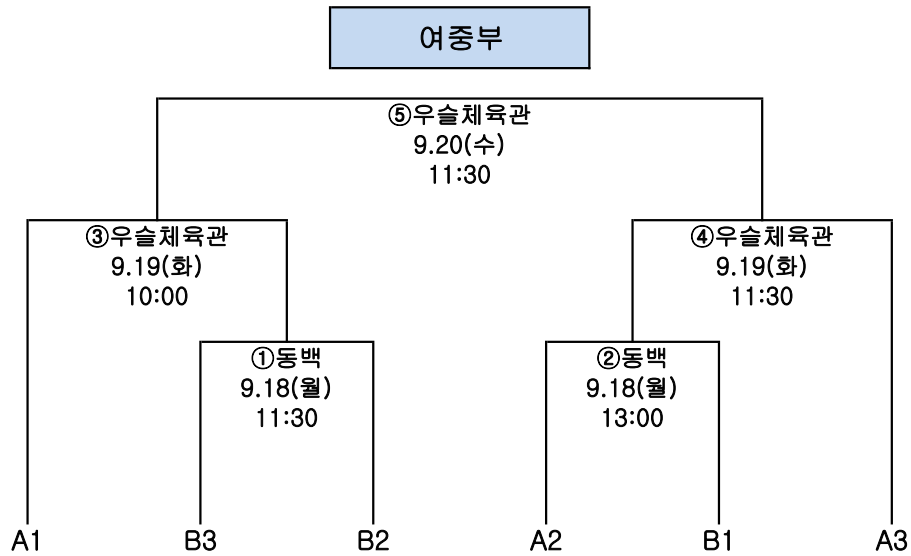 여중부
⑤우슬체육관
9.20(수)
11:30
③우슬체육관
9.19(화)
10:00
④우슬체육관
9.19(화)
11:30
①동백
9.18(월)
11:30
②동백
9.18(월)
13:00
A1 B3 B2 A2 B1 A3